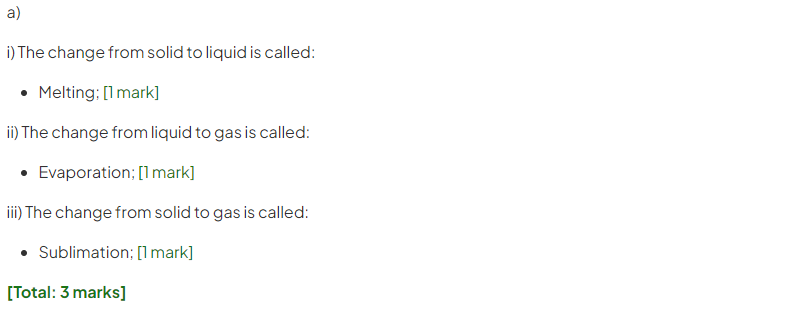 a)
i) The change from solid to liquid is called:
• Melting; [1 mark]
ii) The change from liquid to gas is called:
• Evaporation; [1 mark]
iii) The change from solid to gas is called:
• Sublimation; [1 mark]
[Total: 3 marks]